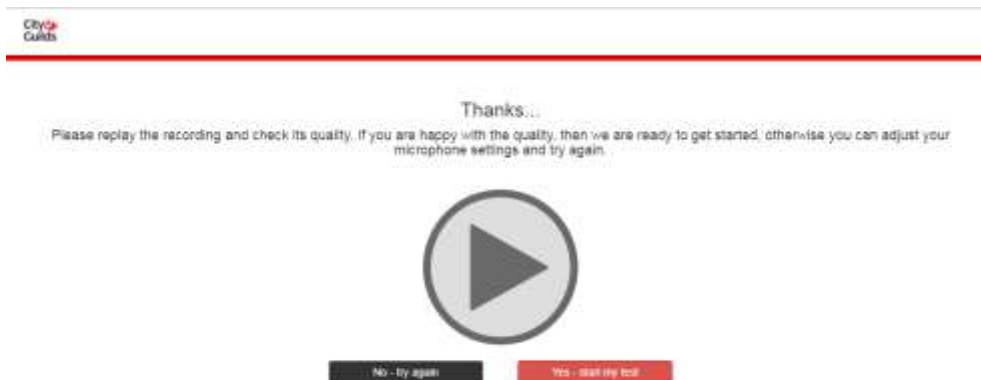 City&
Guilds
Thanks...
Please replay the recording and check its quality. If you are happy with the quality, then we are ready to get started, otherwise you can adjust your
microphone settings and try again.
No - try again
Yes - start my test